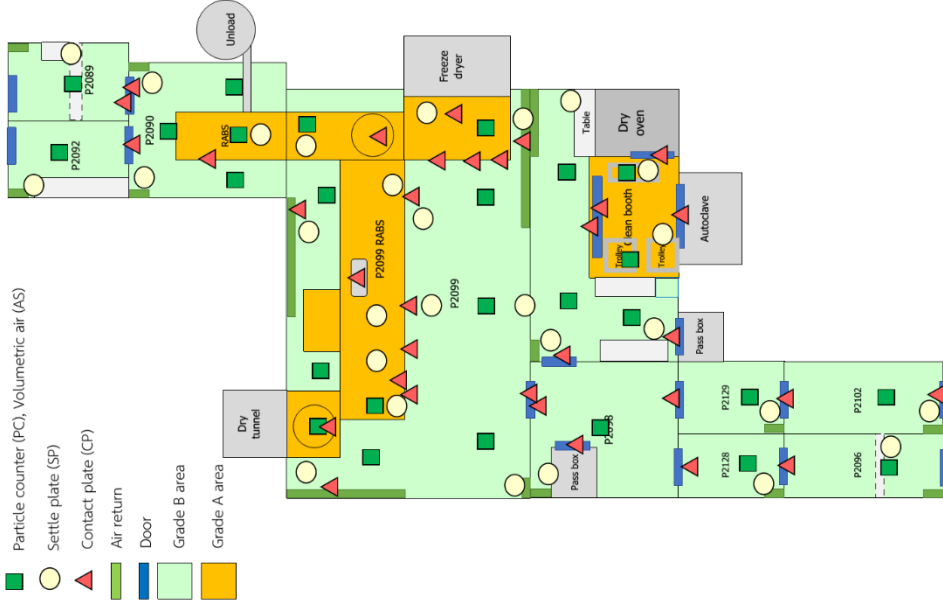 Particle counter (PC), Volumetric air (AS)
Settle plate (SP)
Contact plate (CP)
Air return
Door
Grade B area
Grade A area
Unload
P2089
P2092
P2090
RABS
Freeze
dryer
Table
Dry
oven
P2099 RABS
P2099
Clean booth
Trolley
Trolley
Autoclave
Dry
tunnel
Pass box
Pass box
P2098
P2129
P2102
P2128
P2096